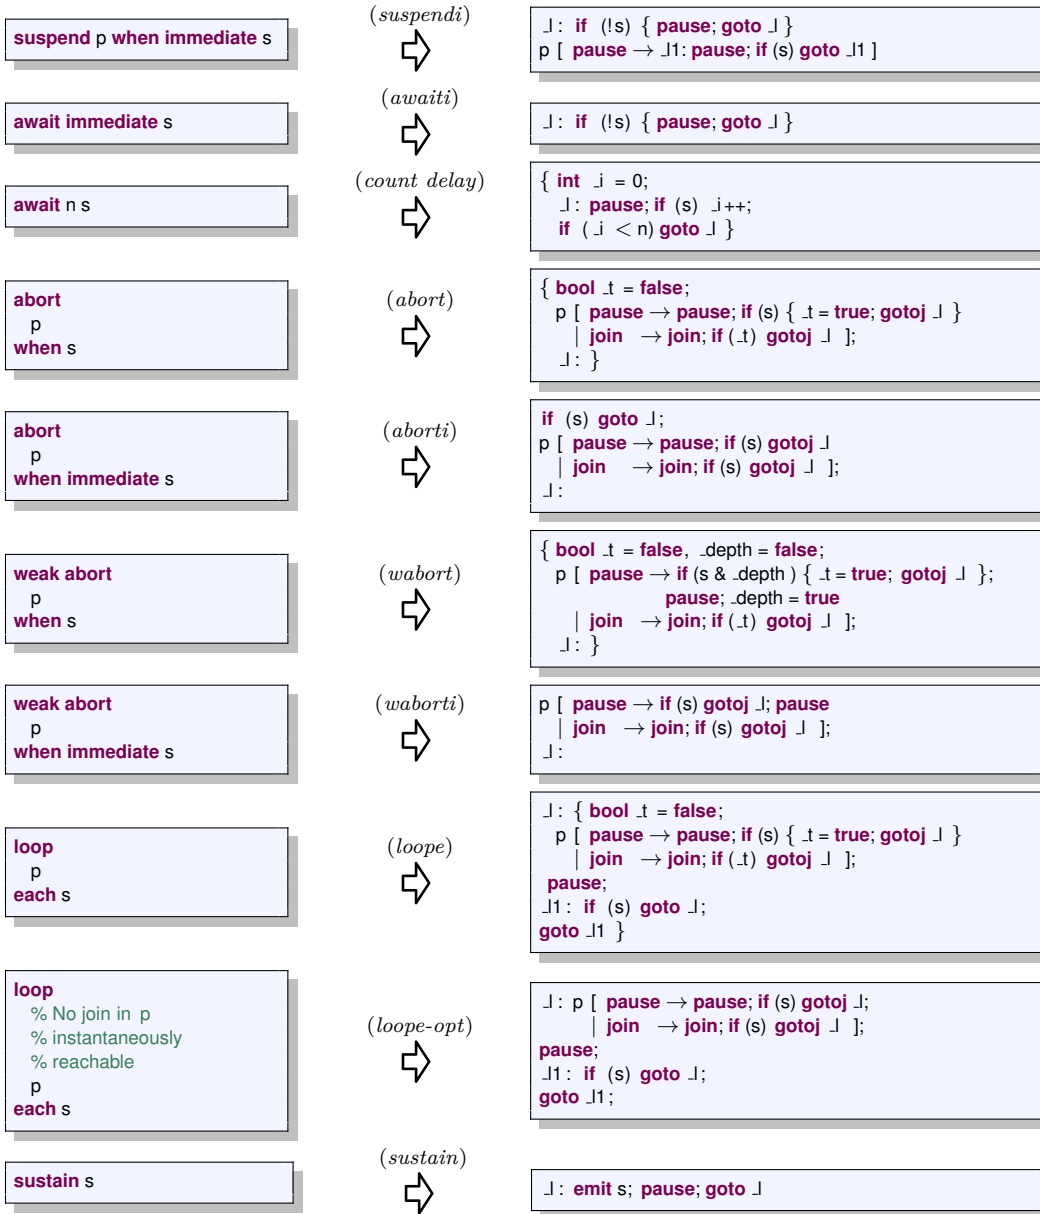 suspend p when immediate s
(suspendi)
_l: if (!s) { pause; goto _l }
p [ pause → _l1: pause; if (s) goto _l1 ]
await immediate s
(awaiti)
_l: if (!s) { pause; goto _l }
await n s
(count delay)
{ int _i = 0;
_l: pause; if (s) _i++;
if (_i < n) goto _l }
abort
p
when s
(abort)
{ bool _t = false;
p [ pause → pause; if (s) { _t = true; gotoj _l }
| join → join; if (_t) gotoj _l ];
_l: }
abort
p
when immediate s
(aborti)
if (s) goto _l;
p [ pause → pause; if (s) gotoj _l
| join → join; if (s) gotoj _l ];
_l:
weak abort
p
when s
(wabort)
{ bool _t = false, _depth = false;
p [ pause → if (s & _depth) { _t = true; gotoj _l };
pause; _depth = true
| join → join; if (_t) gotoj _l ];
_l: }
weak abort
p
when immediate s
(waborti)
p [ pause → if (s) gotoj _l; pause
| join → join; if (s) gotoj _l ];
_l:
loop
p
each s
(loope)
_l: { bool _t = false;
p [ pause → pause; if (s) { _t = true; gotoj _l }
| join → join; if (_t) gotoj _l ];
pause;
_l1: if (s) goto _l;
goto _l1 }
loop
% No join in p
% instantaneously
% reachable
p
each s
(loope-opt)
_l: p [ pause → pause; if (s) gotoj _l;
| join → join; if (s) gotoj _l ];
pause;
_l1: if (s) goto _l;
goto _l1;
sustain s
(sustain)
_l: emit s; pause; goto _l